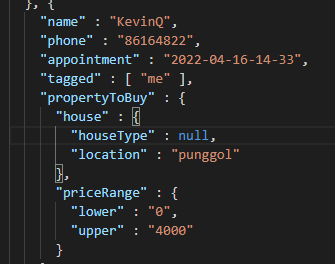 }, {
"name" : "KevinQ",
"phone" : "86164822",
"appointment" : "2022-04-16-14-33",
"tagged" : [ "me" ],
"propertyToBuy" : {
"house" : {
"houseType" : null,
"location" : "punggol"
},
"priceRange" : {
"lower" : "0",
"upper" : "4000"
}